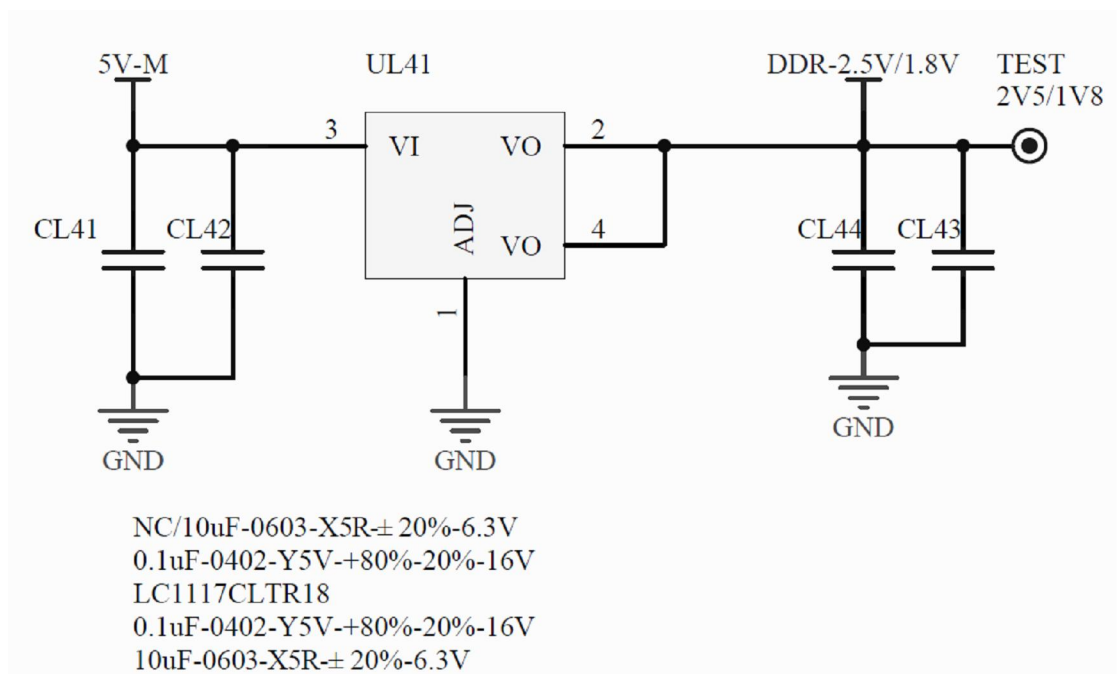 5V-M
UL41
DDR-2.5V/1.8V
TEST
2V5/1V8
3
VI
VO
2
CL41
CL42
ADJ
VO
4
CL44
CL43
1
GND
GND
GND
NC/10uF-0603-X5R-±20%-6.3V
0.1uF-0402-Y5V-+80%-20%-16V
LC1117CLTR18
0.1uF-0402-Y5V-+80%-20%-16V
10uF-0603-X5R-±20%-6.3V